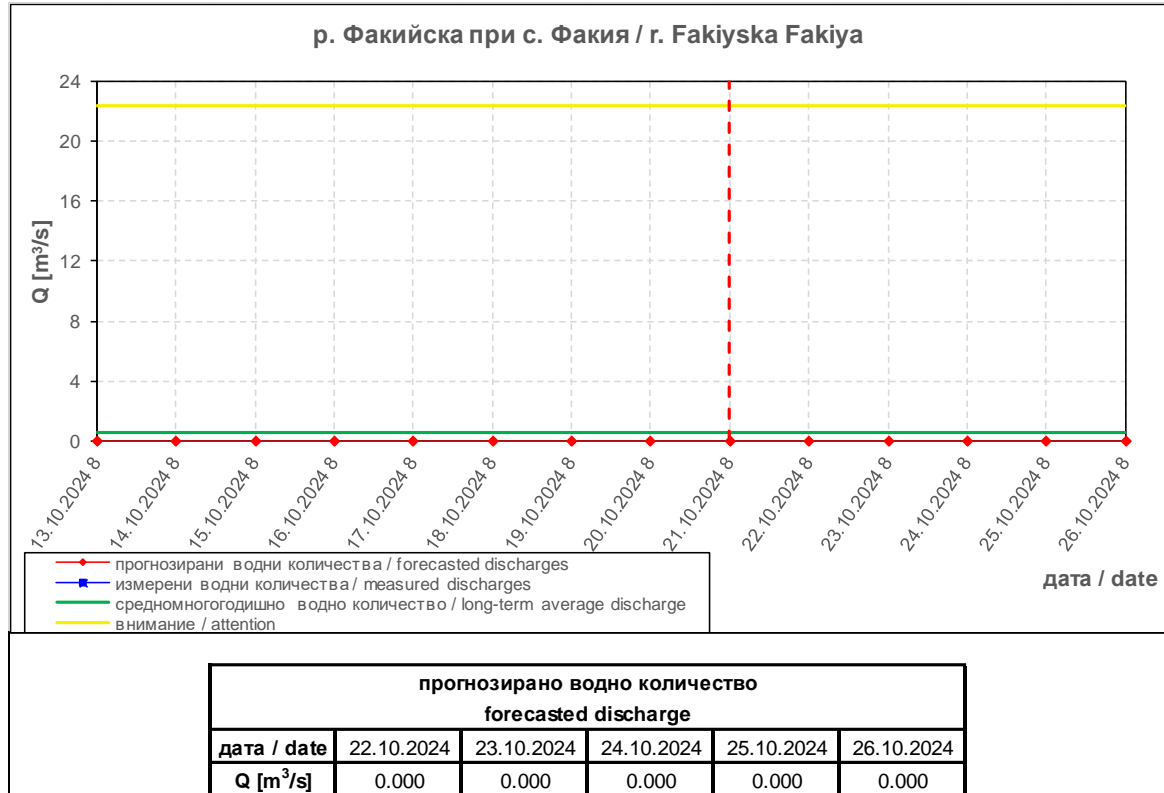 р. Факийска при с. Факия / r. Fakiyska Fakiya
Q [m³/s]
24
20
16
12
8
4
0
13.10.2024 8
14.10.2024 8
15.10.2024 8
16.10.2024 8
17.10.2024 8
18.10.2024 8
19.10.2024 8
20.10.2024 8
21.10.2024 8
22.10.2024 8
23.10.2024 8
24.10.2024 8
25.10.2024 8
26.10.2024 8
дата / date
прогнозирани водни количества / forecasted discharges
измерени водни количества / measured discharges
средномногогодишно водно количество / long-term average discharge
внимание / attention
прогнозирано водно количество
forecasted discharge
дата / date 22.10.2024 23.10.2024 24.10.2024 25.10.2024 26.10.2024
Q [m³/s] 0.000 0.000 0.000 0.000 0.000